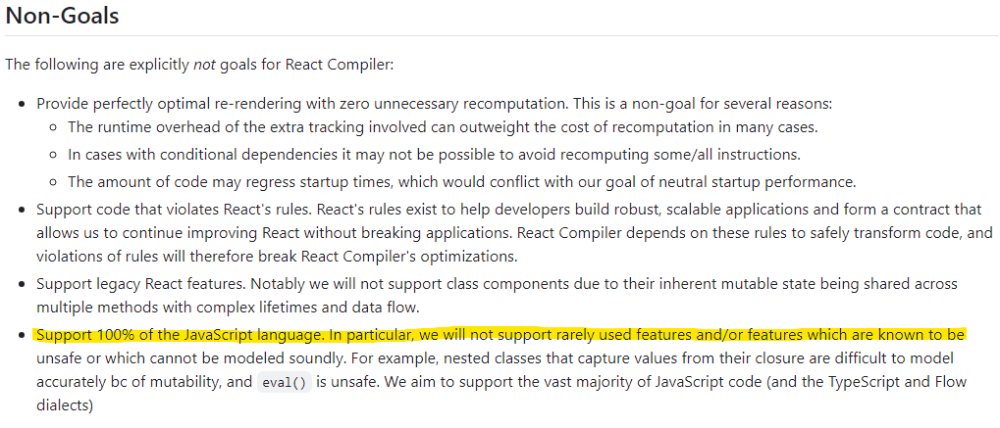 Non-Goals
The following are explicitly not goals for React Compiler:
• Provide perfectly optimal re-rendering with zero unnecessary recomputation. This is a non-goal for several reasons:
○ The runtime overhead of the extra tracking involved can outweight the cost of recomputation in many cases.
○ In cases with conditional dependencies it may not be possible to avoid recomputing some/all instructions.
○ The amount of code may regress startup times, which would conflict with our goal of neutral startup performance.
• Support code that violates React's rules. React's rules exist to help developers build robust, scalable applications and form a contract that
allows us to continue improving React without breaking applications. React Compiler depends on these rules to safely transform code, and
violations of rules will therefore break React Compiler's optimizations.
• Support legacy React features. Notably we will not support class components due to their inherent mutable state being shared across
multiple methods with complex lifetimes and data flow.
• Support 100% of the JavaScript language. In particular, we will not support rarely used features and/or features which are known to be
unsafe or which cannot be modeled soundly. For example, nested classes that capture values from their closure are difficult to model
accurately bc of mutability, and eval() is unsafe. We aim to support the vast majority of JavaScript code (and the TypeScript and Flow
dialects)